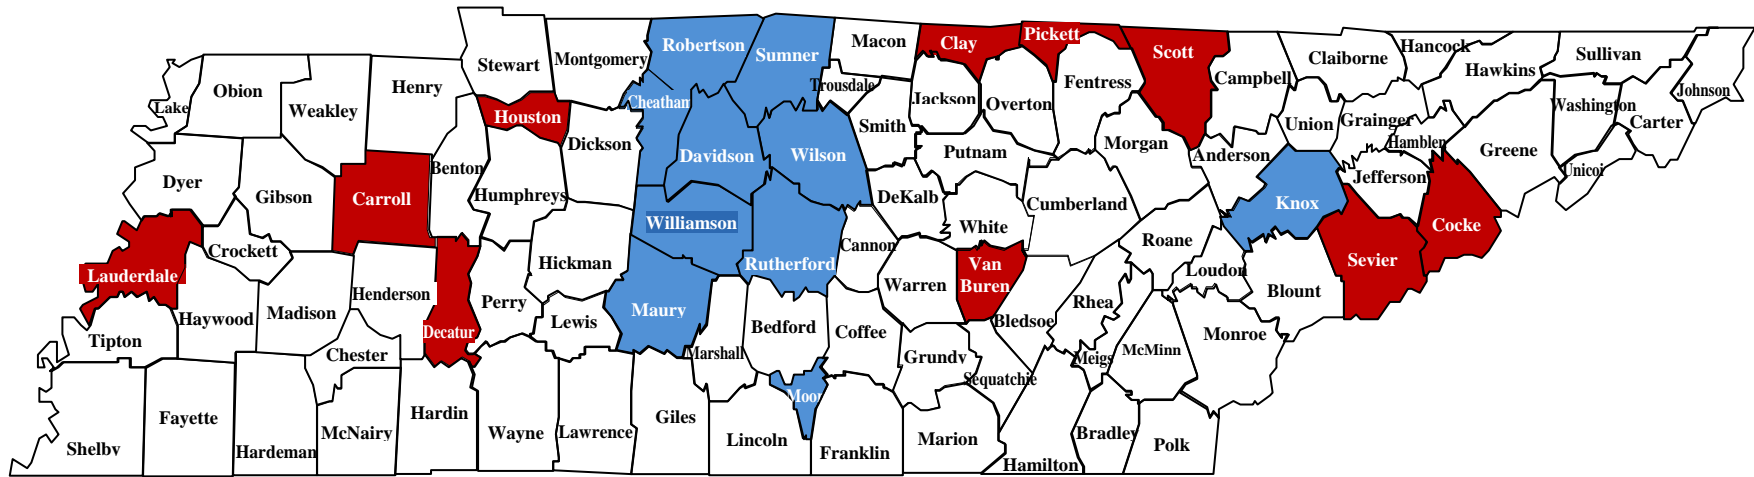 Stewart
Montgomery
Robertson
Sumner
Macon
Clay
Pickett
Scott
Claiborne
Hancock
Sullivan
Johnson
Lake
Obion
Weakley
Henry
Houston
Cheatham
Trousdale
Jackson
Overton
Fentress
Campbell
Hawkins
Washington
Carter
Union
Grainger
Hamblen
Greene
Unicoi
Dyer
Gibson
Carroll
Benton
Humphreys
Dickson
Davidson
Wilson
Smith
Putnam
Morgan
Anderson
Knox
Jefferson
Cocke
Sevier
Lauderdale
Crockett
Williamson
Rutherford
Cannon
DeKalb
White
Cumberland
Roane
Loudon
Blount
Tipton
Haywood
Madison
Henderson
Decatur
Perry
Hickman
Lewis
Maury
Bedford
Coffee
Warren
Van
Buren
Bledsoe
Rhea
Meigs
McMinn
Monroe
Chester
Marshall
Moor
Grundy
Sequatchie
Shelby
Fayette
Hardeman
McNairy
Hardin
Wayne
Lawrence
Giles
Lincoln
Franklin
Marion
Hamilton
Bradley
Polk